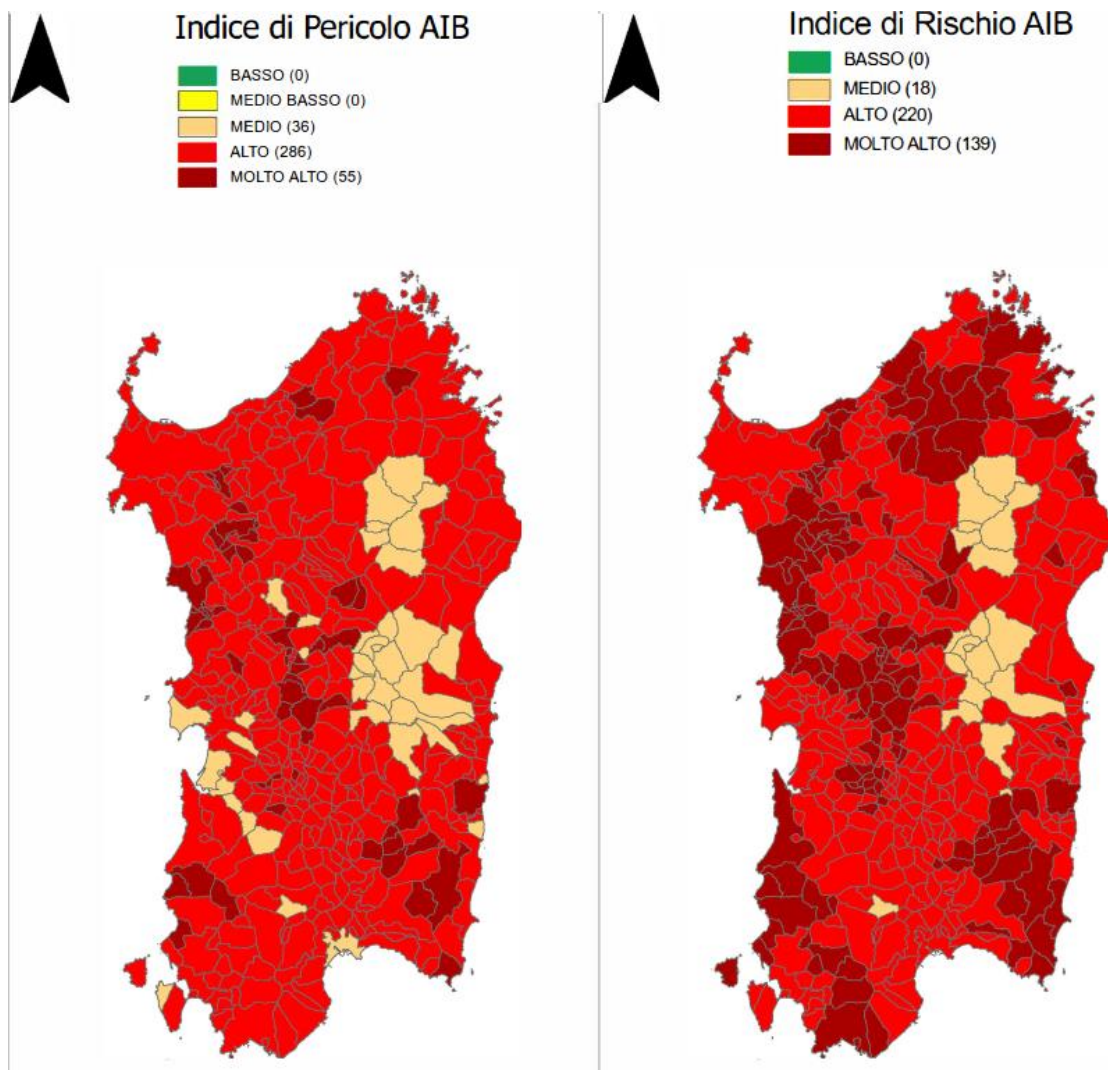 Indice di Pericolo AIB
BASSO (0)
MEDIO BASSO (0)
MEDIO (36)
ALTO (286)
MOLTO ALTO (55)
Indice di Rischio AIB
BASSO (0)
MEDIO (18)
ALTO (220)
MOLTO ALTO (139)